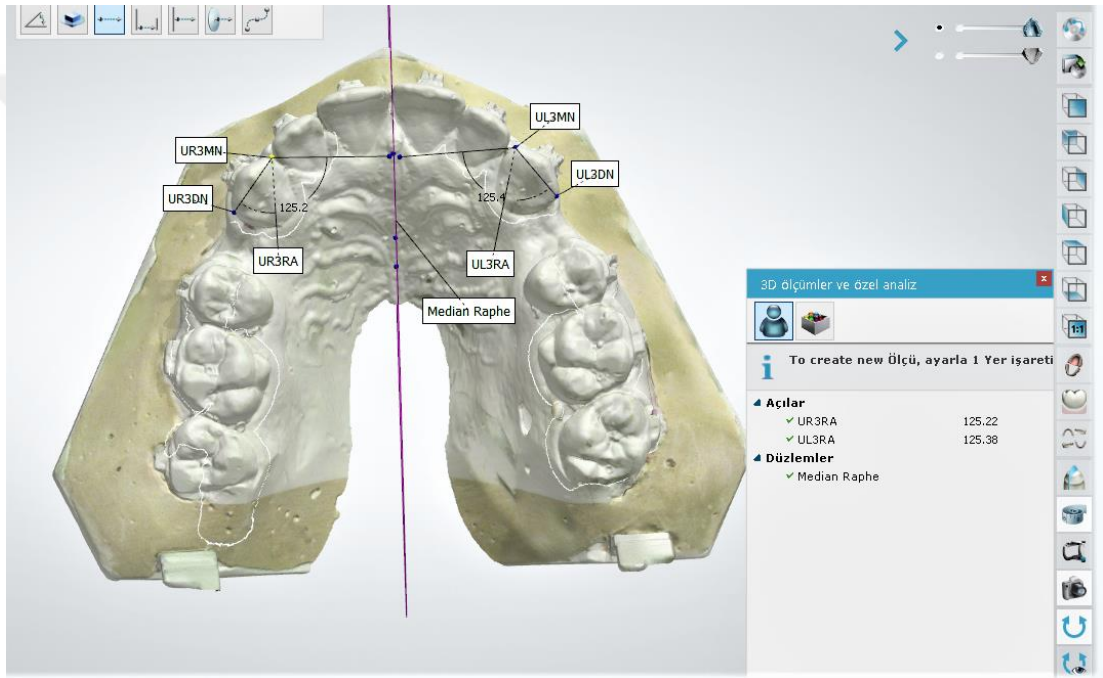 UL3MN
UR3MN
UL3DN
UR3DN
125.2
125.4
UR3RA
UL3RA
Median Raphe
1:1
3D ölçümler ve özel analiz
x
i
To create new Ölçü, ayarla 1 Yer işareti
Açılar
UR3RA 125.22
UL3RA 125.38
Düzlemler
Median Raphe